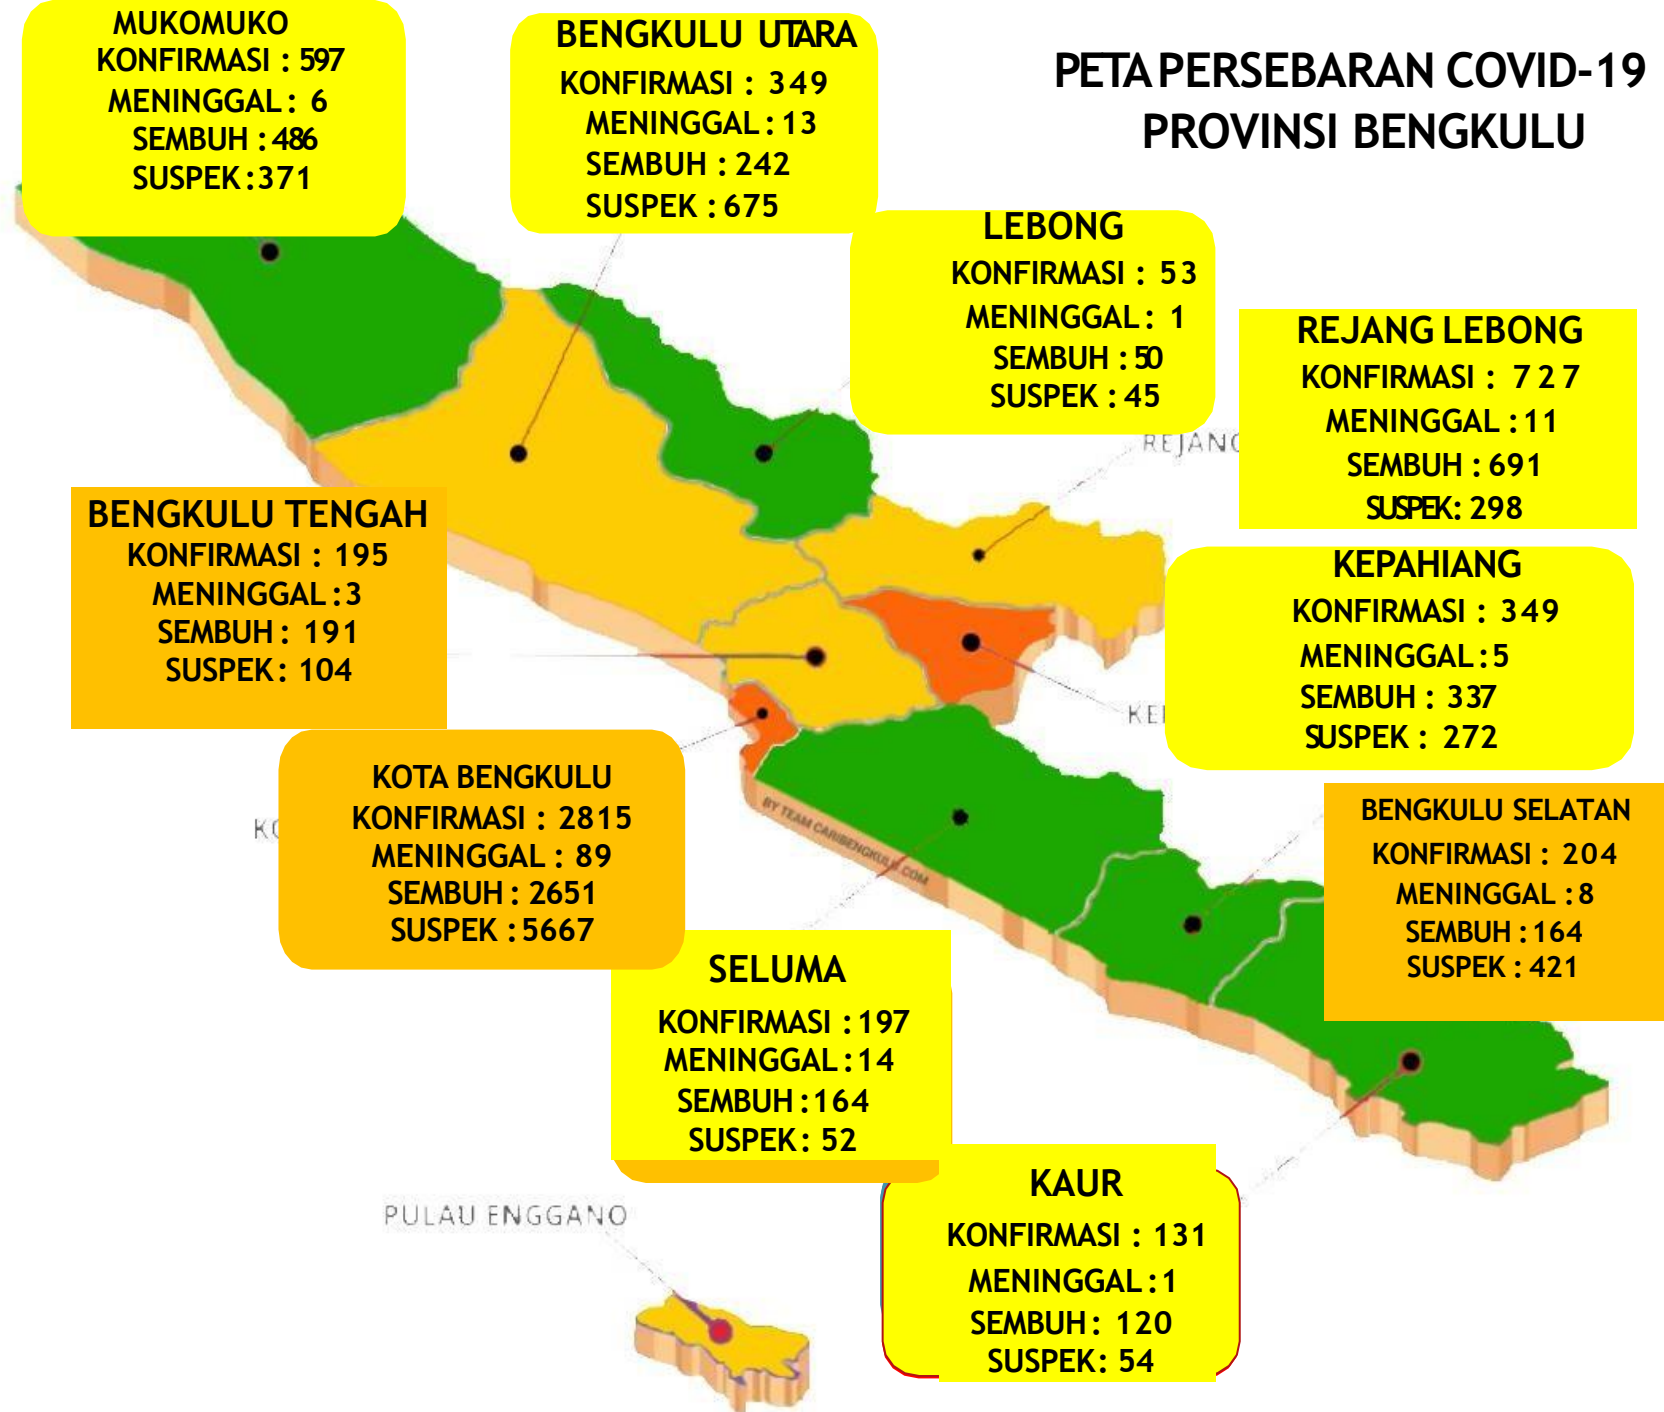 PETA PERSEBARAN COVID-19
PROVINSI BENGKULU
MUKOMUKO
KONFIRMASI : 597
MENINGGAL : 6
SEMBUH : 486
SUSPEK : 371
BENGKULU UTARA
KONFIRMASI : 349
MENINGGAL : 13
SEMBUH : 242
SUSPEK : 675
LEBONG
KONFIRMASI : 53
MENINGGAL : 1
SEMBUH : 50
SUSPEK : 45
REJANG LEBONG
KONFIRMASI : 727
MENINGGAL : 11
SEMBUH : 691
SUSPEK : 298
REJANG
BENGKULU TENGAH
KONFIRMASI : 195
MENINGGAL : 3
SEMBUH : 191
SUSPEK : 104
KEPAHIANG
KONFIRMASI : 349
MENINGGAL : 5
SEMBUH : 337
SUSPEK : 272
KOTA BENGKULU
KONFIRMASI : 2815
MENINGGAL : 89
SEMBUH : 2651
SUSPEK : 5667
BY TEAM CARIBENGKULU.COM
BENGKULU SELATAN
KONFIRMASI : 204
MENINGGAL : 8
SEMBUH : 164
SUSPEK : 421
SELUMA
KONFIRMASI : 197
MENINGGAL : 14
SEMBUH : 164
SUSPEK : 52
KAUR
KONFIRMASI : 131
MENINGGAL : 1
SEMBUH : 120
SUSPEK : 54
PULAU ENGGANO